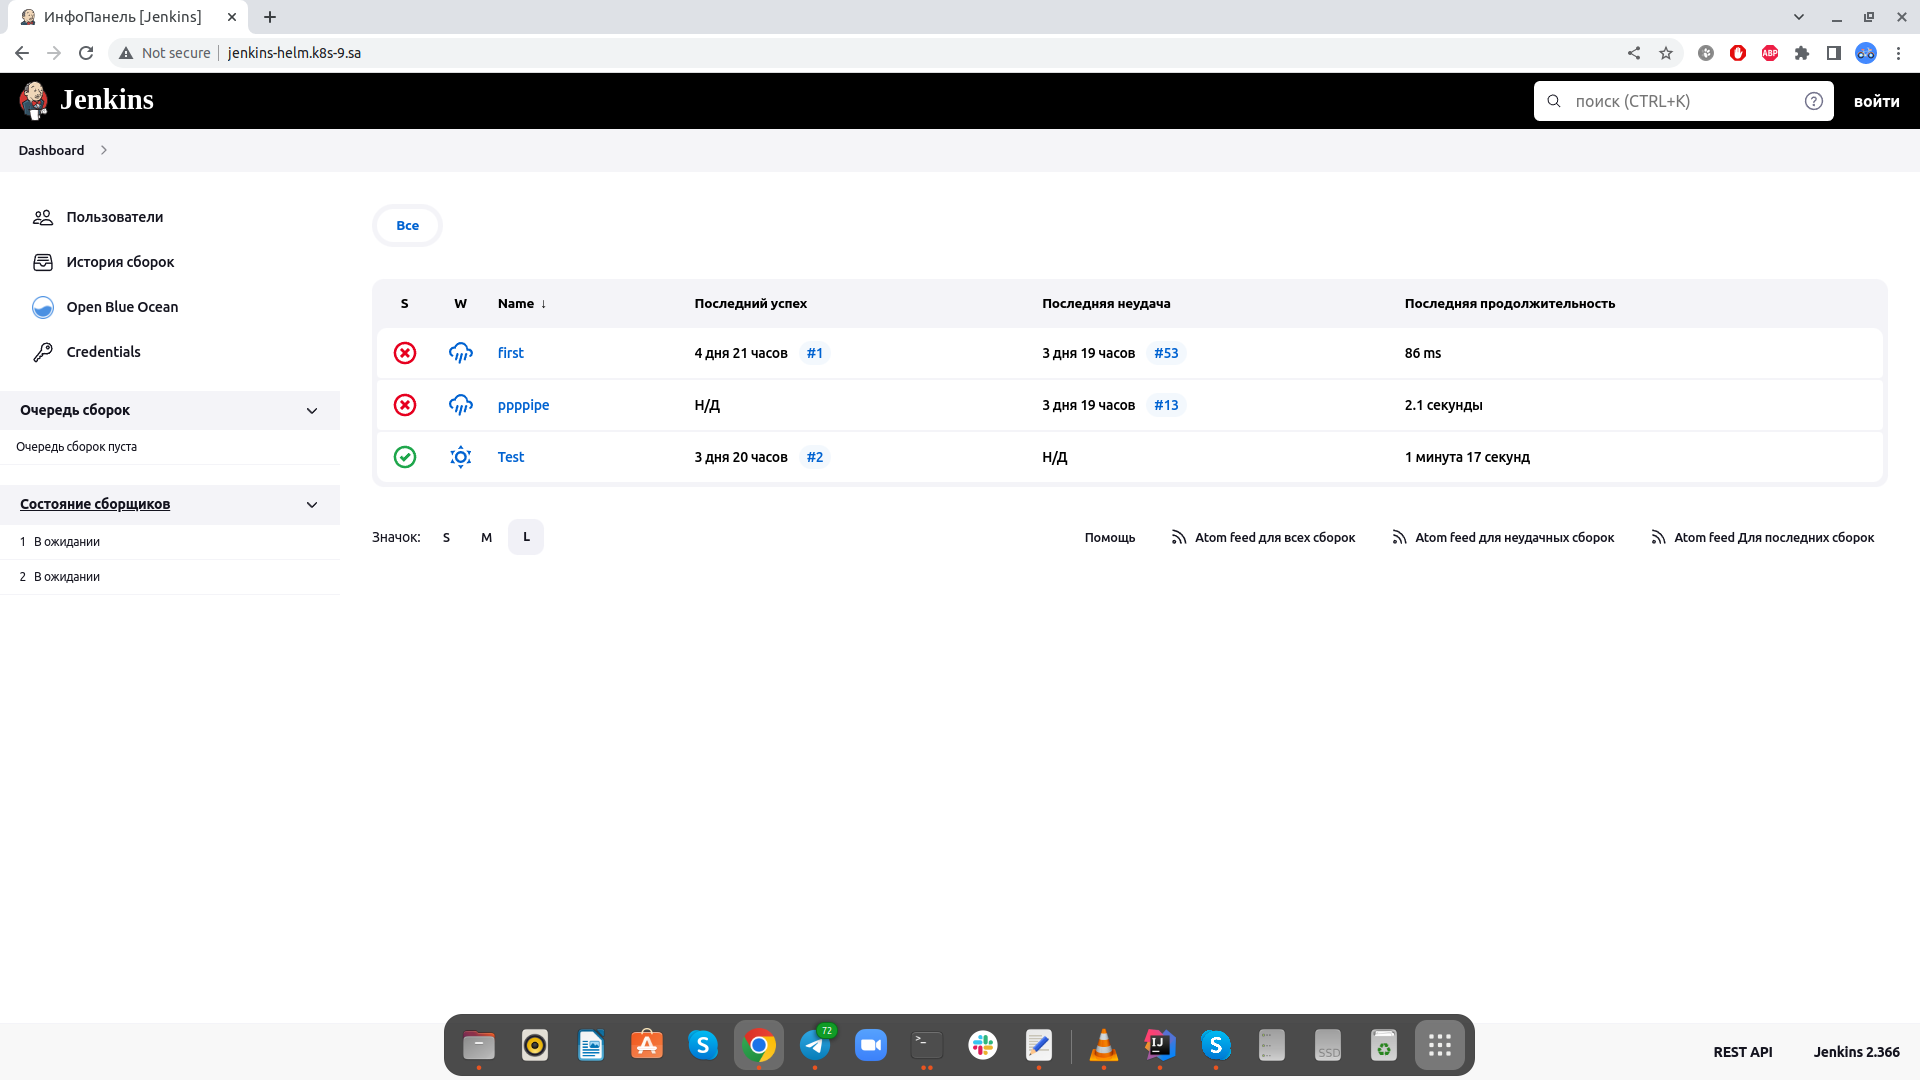 ИнфоПанель [Jenkins]
Not secure jenkins-helm.k8s-9.sa
ABP
Jenkins
поиск (CTRL+K)
войти
Dashboard
Пользователи
История сборок
Open Blue Ocean
Credentials
Очередь сборок
Очередь сборок пуста
Состояние сборщиков
1 В ожидании
2 В ожидании
Все
S W Name ↓ Последний успех Последняя неудача Последняя продолжительность
first 4 дня 21 часов #1 3 дня 19 часов #53 86 ms
ppppipe Н/Д 3 дня 19 часов #13 2.1 секунды
Test 3 дня 20 часов #2 Н/Д 1 минута 17 секунд
Значок: S M L
Помощь Atom feed для всех сборок Atom feed для неудачных сборок Atom feed Для последних сборок
72
IJ
SSD
REST API Jenkins 2.366